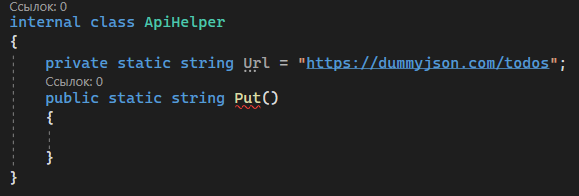 Ссылок: 0
internal class ApiHelper
{
private static string Url = "https://dummyjson.com/todos";
Ссылок: 0
public static string Put()
{
}
}